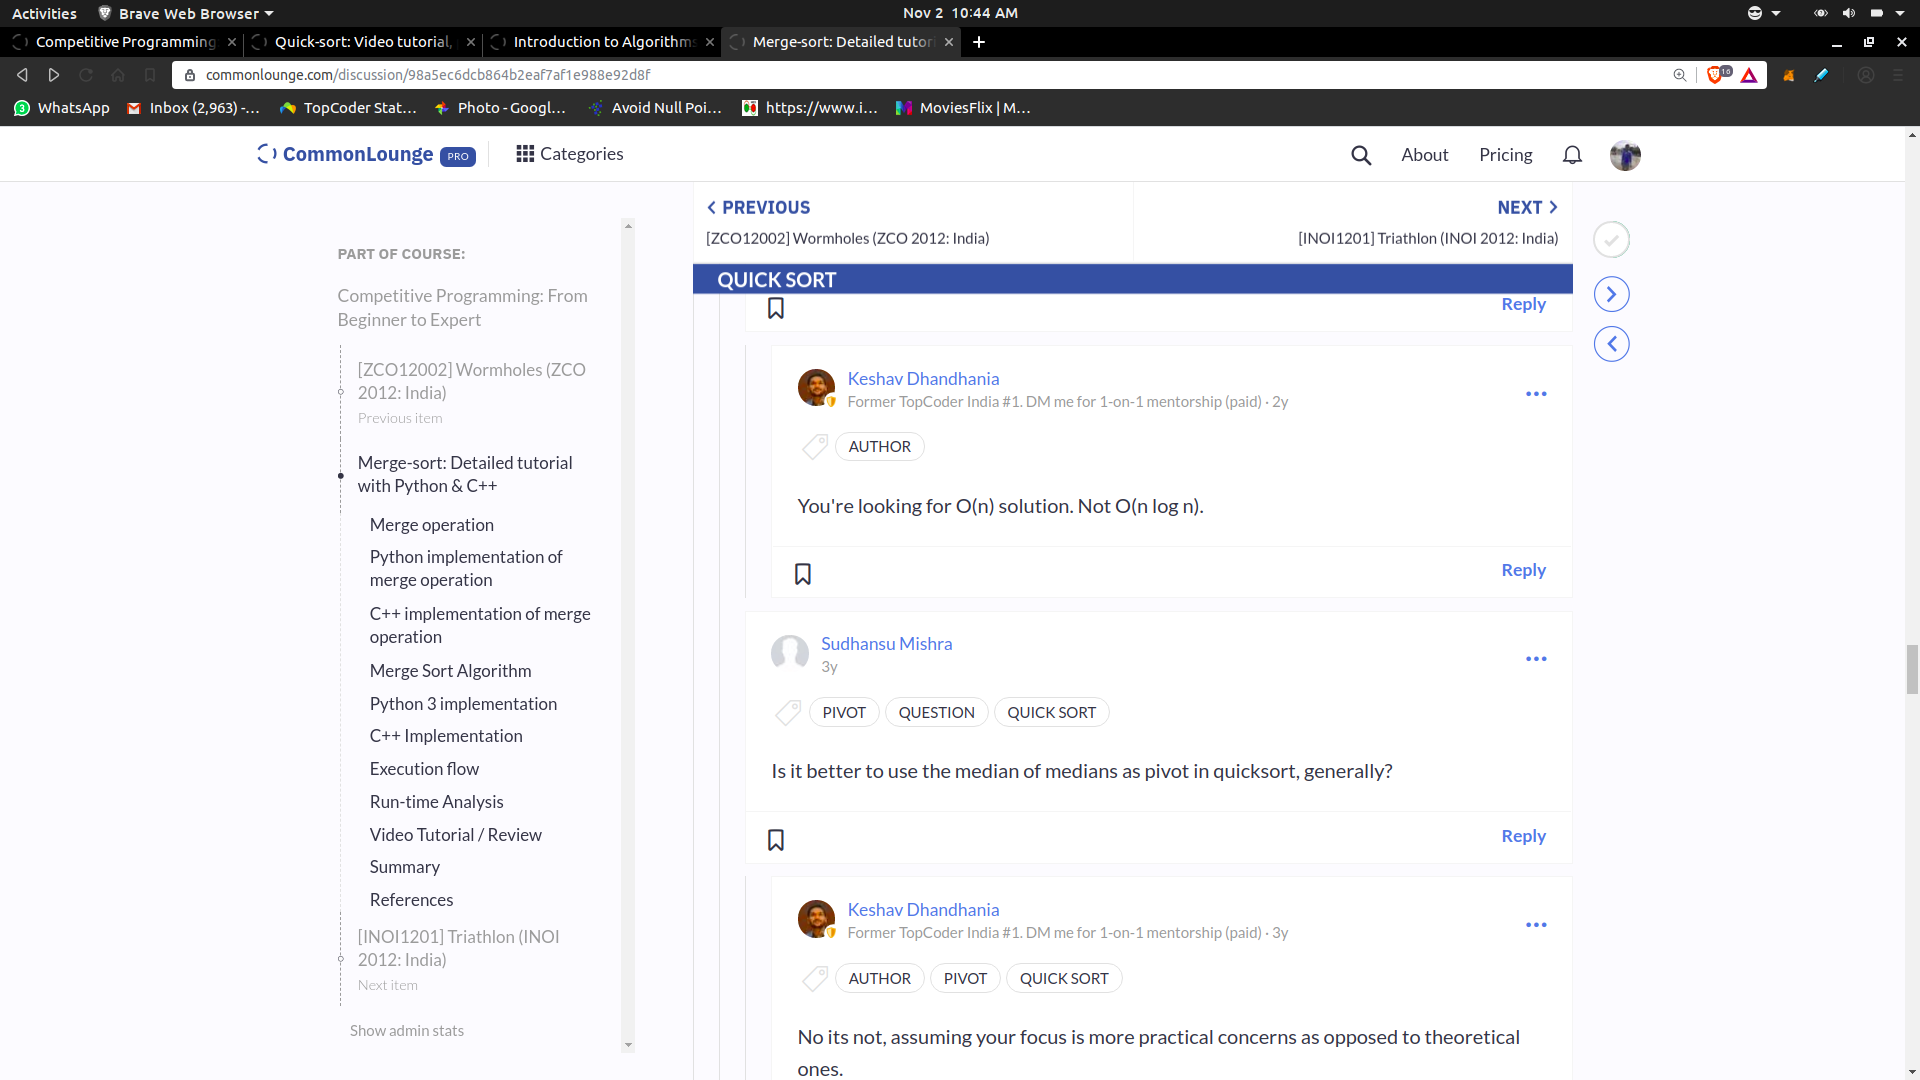 Activities Brave Web Browser Nov 2 10:44 AM
Competitive Programming Quick-sort: Video tutorial, Introduction to Algorithms Merge-sort: Detailed tutori
commonlounge.com/discussion/98a5ec6dcb864b2eaf7af1e988e92d8f 16
3 WhatsApp Inbox (2,963) -... TopCoder Stat... Photo - Googl... Avoid Null Poi... https://www.i... MoviesFlix | M...
CommonLounge PRO Categories About Pricing
PREVIOUS NEXT
[ZCO12002] Wormholes (ZCO 2012: India) [INOI1201] Triathlon (INOI 2012: India)
QUICK SORT
Reply
PART OF COURSE:
Competitive Programming: From
Beginner to Expert
[ZCO12002] Wormholes (ZCO
2012: India)
Previous item
Merge-sort: Detailed tutorial
with Python & C++
Merge operation
Python implementation of
merge operation
C++ implementation of merge
operation
Merge Sort Algorithm
Python 3 implementation
C++ Implementation
Execution flow
Run-time Analysis
Video Tutorial / Review
Summary
References
[INOI1201] Triathlon (INOI
2012: India)
Next item
Show admin stats
Keshav Dhandhania
Former TopCoder India #1. DM me for 1-on-1 mentorship (paid) · 2y
AUTHOR
You're looking for O(n) solution. Not O(n log n).
Reply
Sudhansu Mishra
3y
PIVOT QUESTION QUICK SORT
Is it better to use the median of medians as pivot in quicksort, generally?
Reply
Keshav Dhandhania
Former TopCoder India #1. DM me for 1-on-1 mentorship (paid) · 3y
AUTHOR PIVOT QUICK SORT
No its not, assuming your focus is more practical concerns as opposed to theoretical
ones.